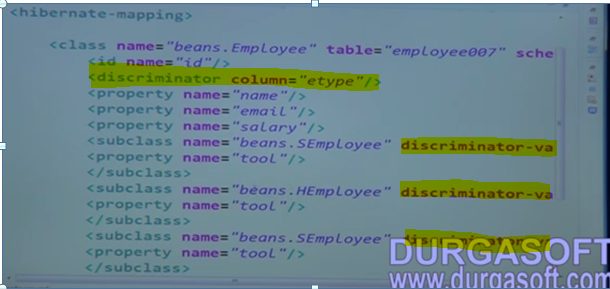 <hibernate-mapping>
<class name="beans.Employee" table="employee007" sche
<id name="id"/>
<discriminator column="etype"/>
<property name="name"/>
<property name="email"/>
<property name="salary"/>
<subclass name="beans.SEmployee" discriminator-va
<property name="tool"/>
</subclass>
<subclass name="beans.HEmployee" discriminator-va
<property name="tool"/>
</subclass>
<subclass name="beans.SEmployee"
<property name="tool"/>
</subclass>
DURGASOFT
www.durgasoft.com